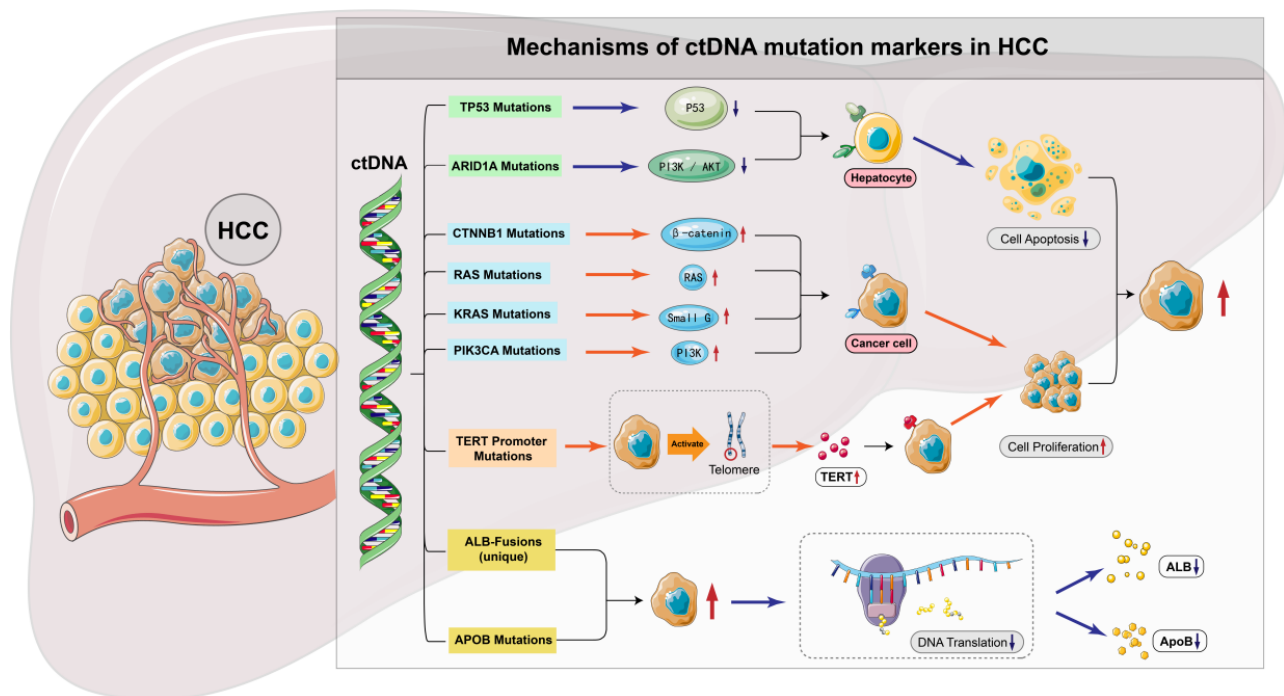 Mechanisms of ctDNA mutation markers in HCC
HCC
ctDNA
TP53 Mutations
P53
ARID1A Mutations
PI3K / AKT
Hepatocyte
Cell Apoptosis
CTNNB1 Mutations
β-catenin
RAS Mutations
RAS
KRAS Mutations
Small G
PIK3CA Mutations
PI3K
Cancer cell
TERT Promoter
Mutations
Activate
Telomere
TERT
Cell Proliferation
ALB-Fusions
(unique)
APOB Mutations
DNA Translation
ALB
ApoB